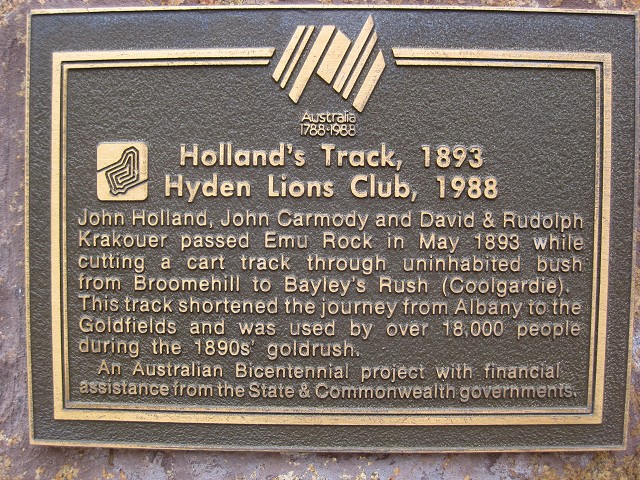 Australia
1788-1988
Holland's Track, 1893
Hyden Lions Club, 1988
John Holland, John Carmody and David & Rudolph
Krakouer passed Emu Rock in May 1893 while
cutting a cart track through uninhabited bush
from Broomehill to Bayley's Rush (Coolgardie).
This track shortened the journey from Albany to the
Goldfields and was used by over 18,000 people
during the 1890s' goldrush.
An Australian Bicentennial project with financial
assistance from the State & Commonwealth governments.